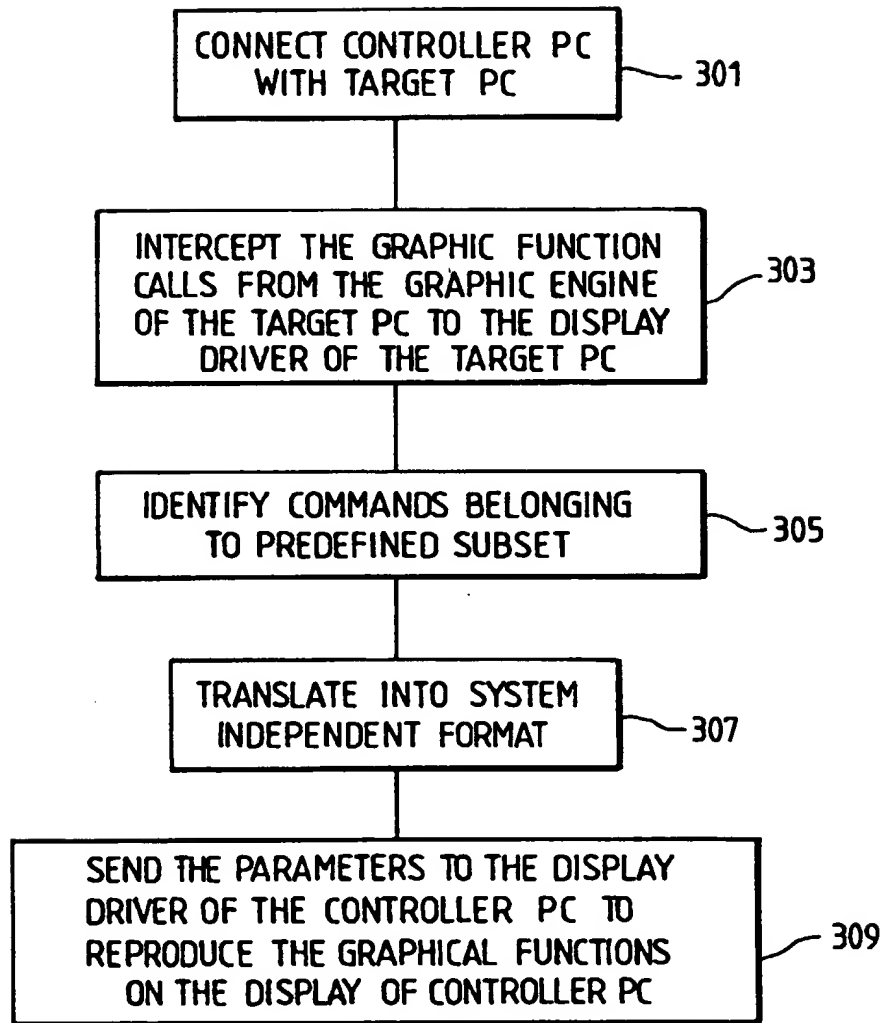 CONNECT CONTROLLER PC
WITH TARGET PC
301
INTERCEPT THE GRAPHIC FUNCTION
CALLS FROM THE GRAPHIC ENGINE
OF THE TARGET PC TO THE DISPLAY
DRIVER OF THE TARGET PC
303
IDENTIFY COMMANDS BELONGING
TO PREDEFINED SUBSET
305
TRANSLATE INTO SYSTEM
INDEPENDENT FORMAT
307
SEND THE PARAMETERS TO THE DISPLAY
DRIVER OF THE CONTROLLER PC TO
REPRODUCE THE GRAPHICAL FUNCTIONS
ON THE DISPLAY OF CONTROLLER PC
309